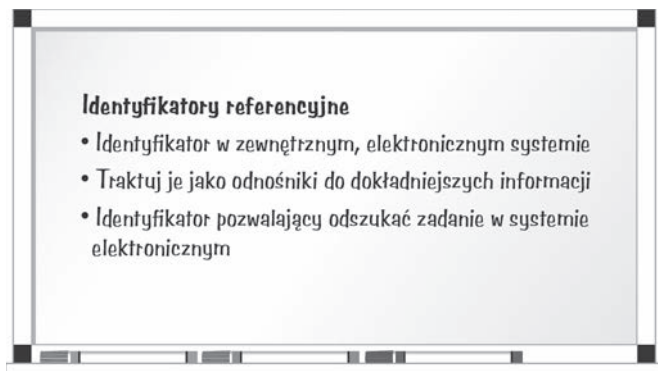 Identyfikatory referencyjne
• Identyfikator w zewnętrznym, elektronicznym systemie
• Traktuj je jako odnośniki do dokładniejszych informacji
• Identyfikator pozwalający odszukać zadanie w systemie
elektronicznym